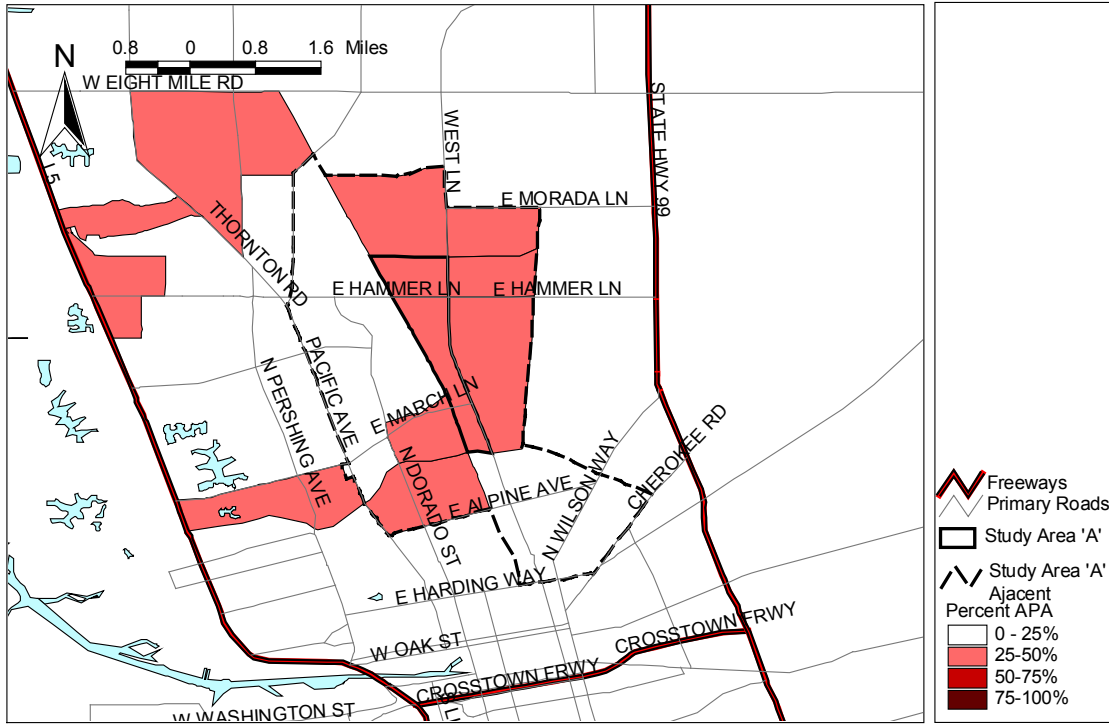 0.8 0 0.8 1.6 Miles
N
W EIGHT MILE RD
I 5
WEST LN
STATE HWY 99
E MORADA LN
THORNTON RD
E HAMMER LN
E HAMMER LN
PACIFIC AVE
N PERSHING AVE
E MARCH LN
N DORADO ST
E ALPINE AVE
N WILSON WAY
CHEROKEE RD
E HARDING WAY
W OAK ST
CROSSTOWN FRWY
CROSSTOWN FRWY
W WASHINGTON ST
Freeways
Primary Roads
Study Area 'A'
Study Area 'A'
Ajacent
Percent APA
0 - 25%
25-50%
50-75%
75-100%